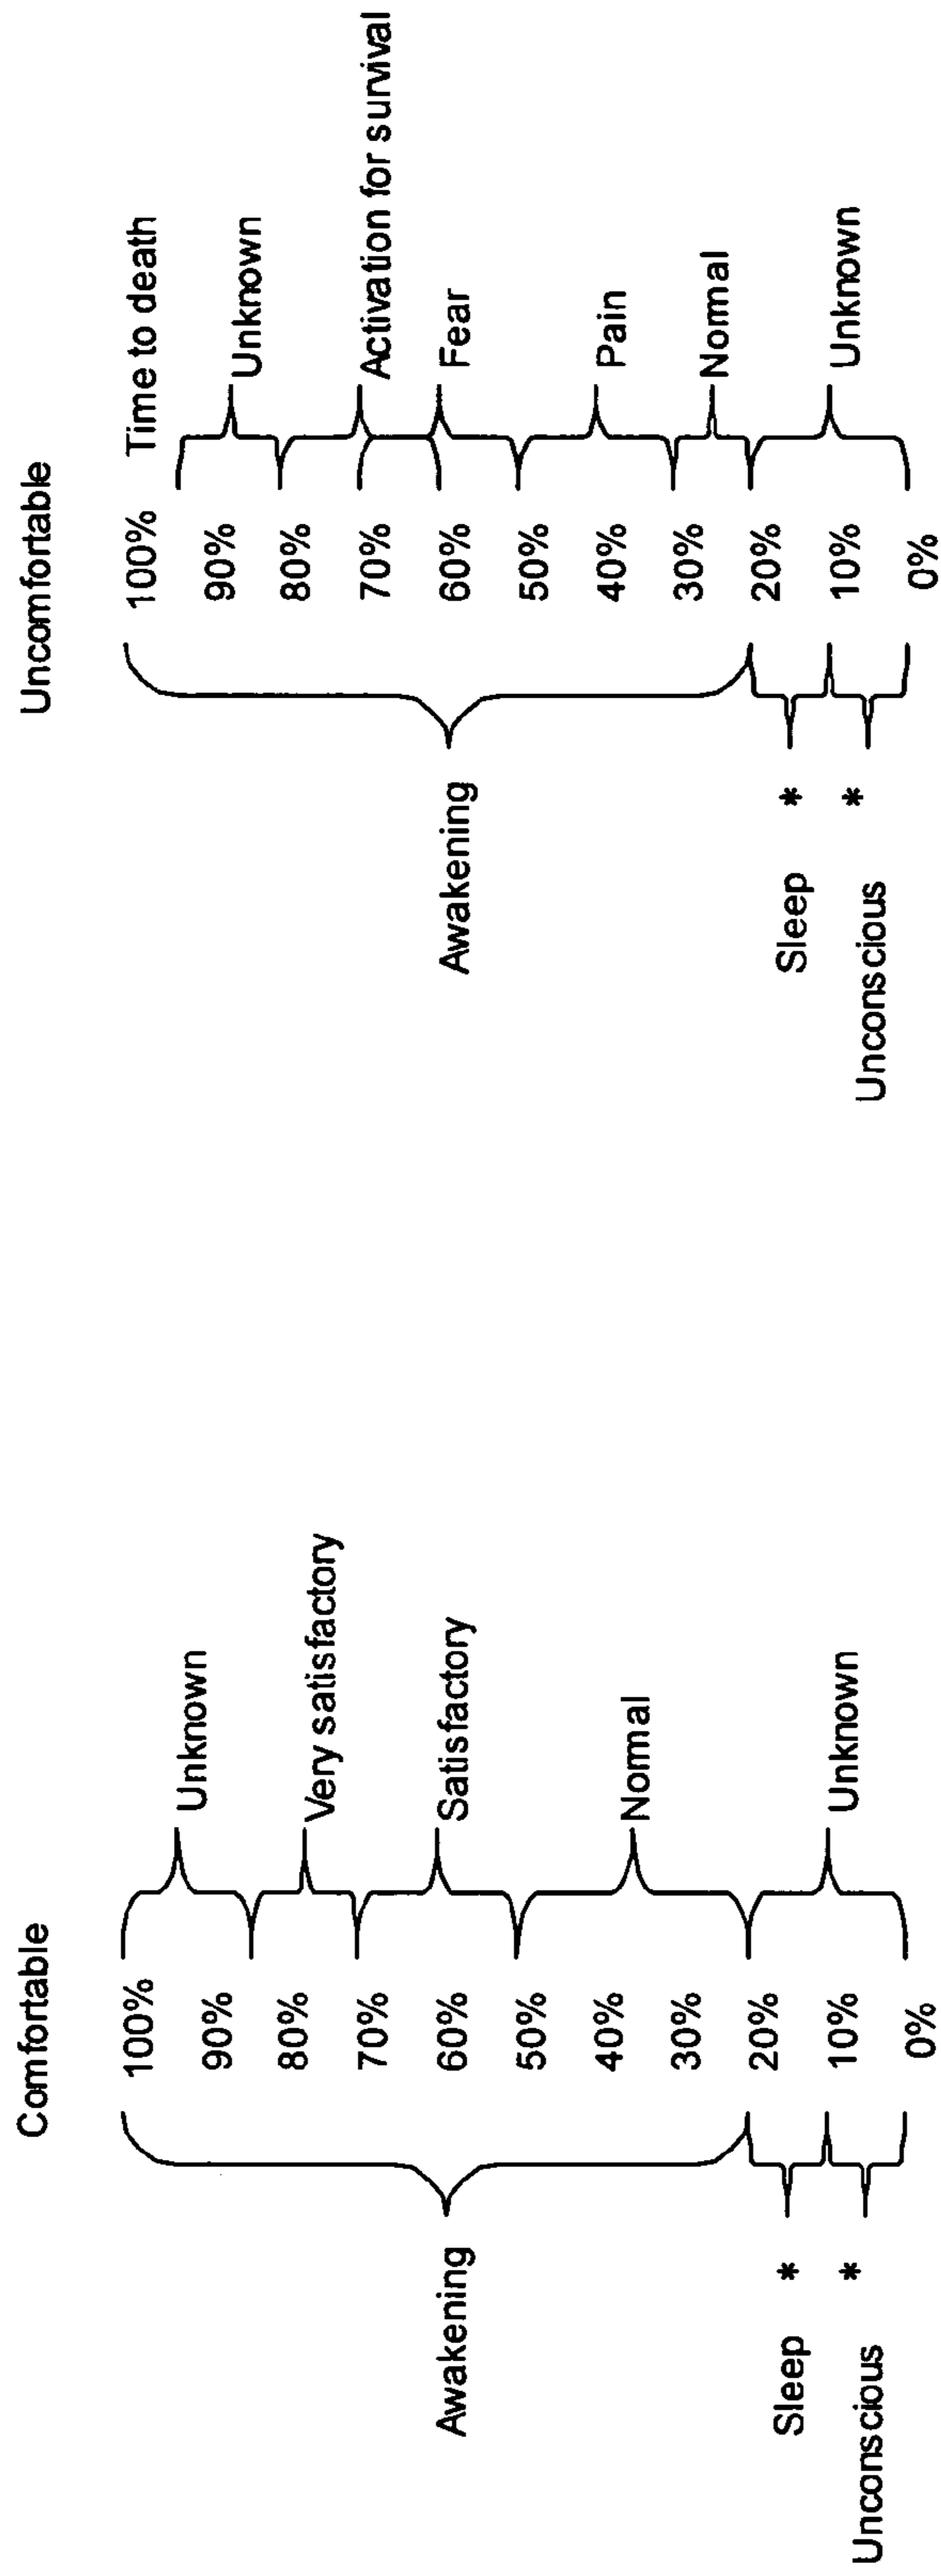 Comfortable
Awakening
Sleep *
Unconscious *
100%
90%
80%
70%
60%
50%
40%
30%
20%
10%
0%
Unknown
Very satisfactory
Satisfactory
Normal
Unknown
Uncomfortable
Awakening
Sleep *
Unconscious *
100%
90%
80%
70%
60%
50%
40%
30%
20%
10%
0%
Time to death
Unknown
Activation for survival
Fear
Pain
Normal
Unknown